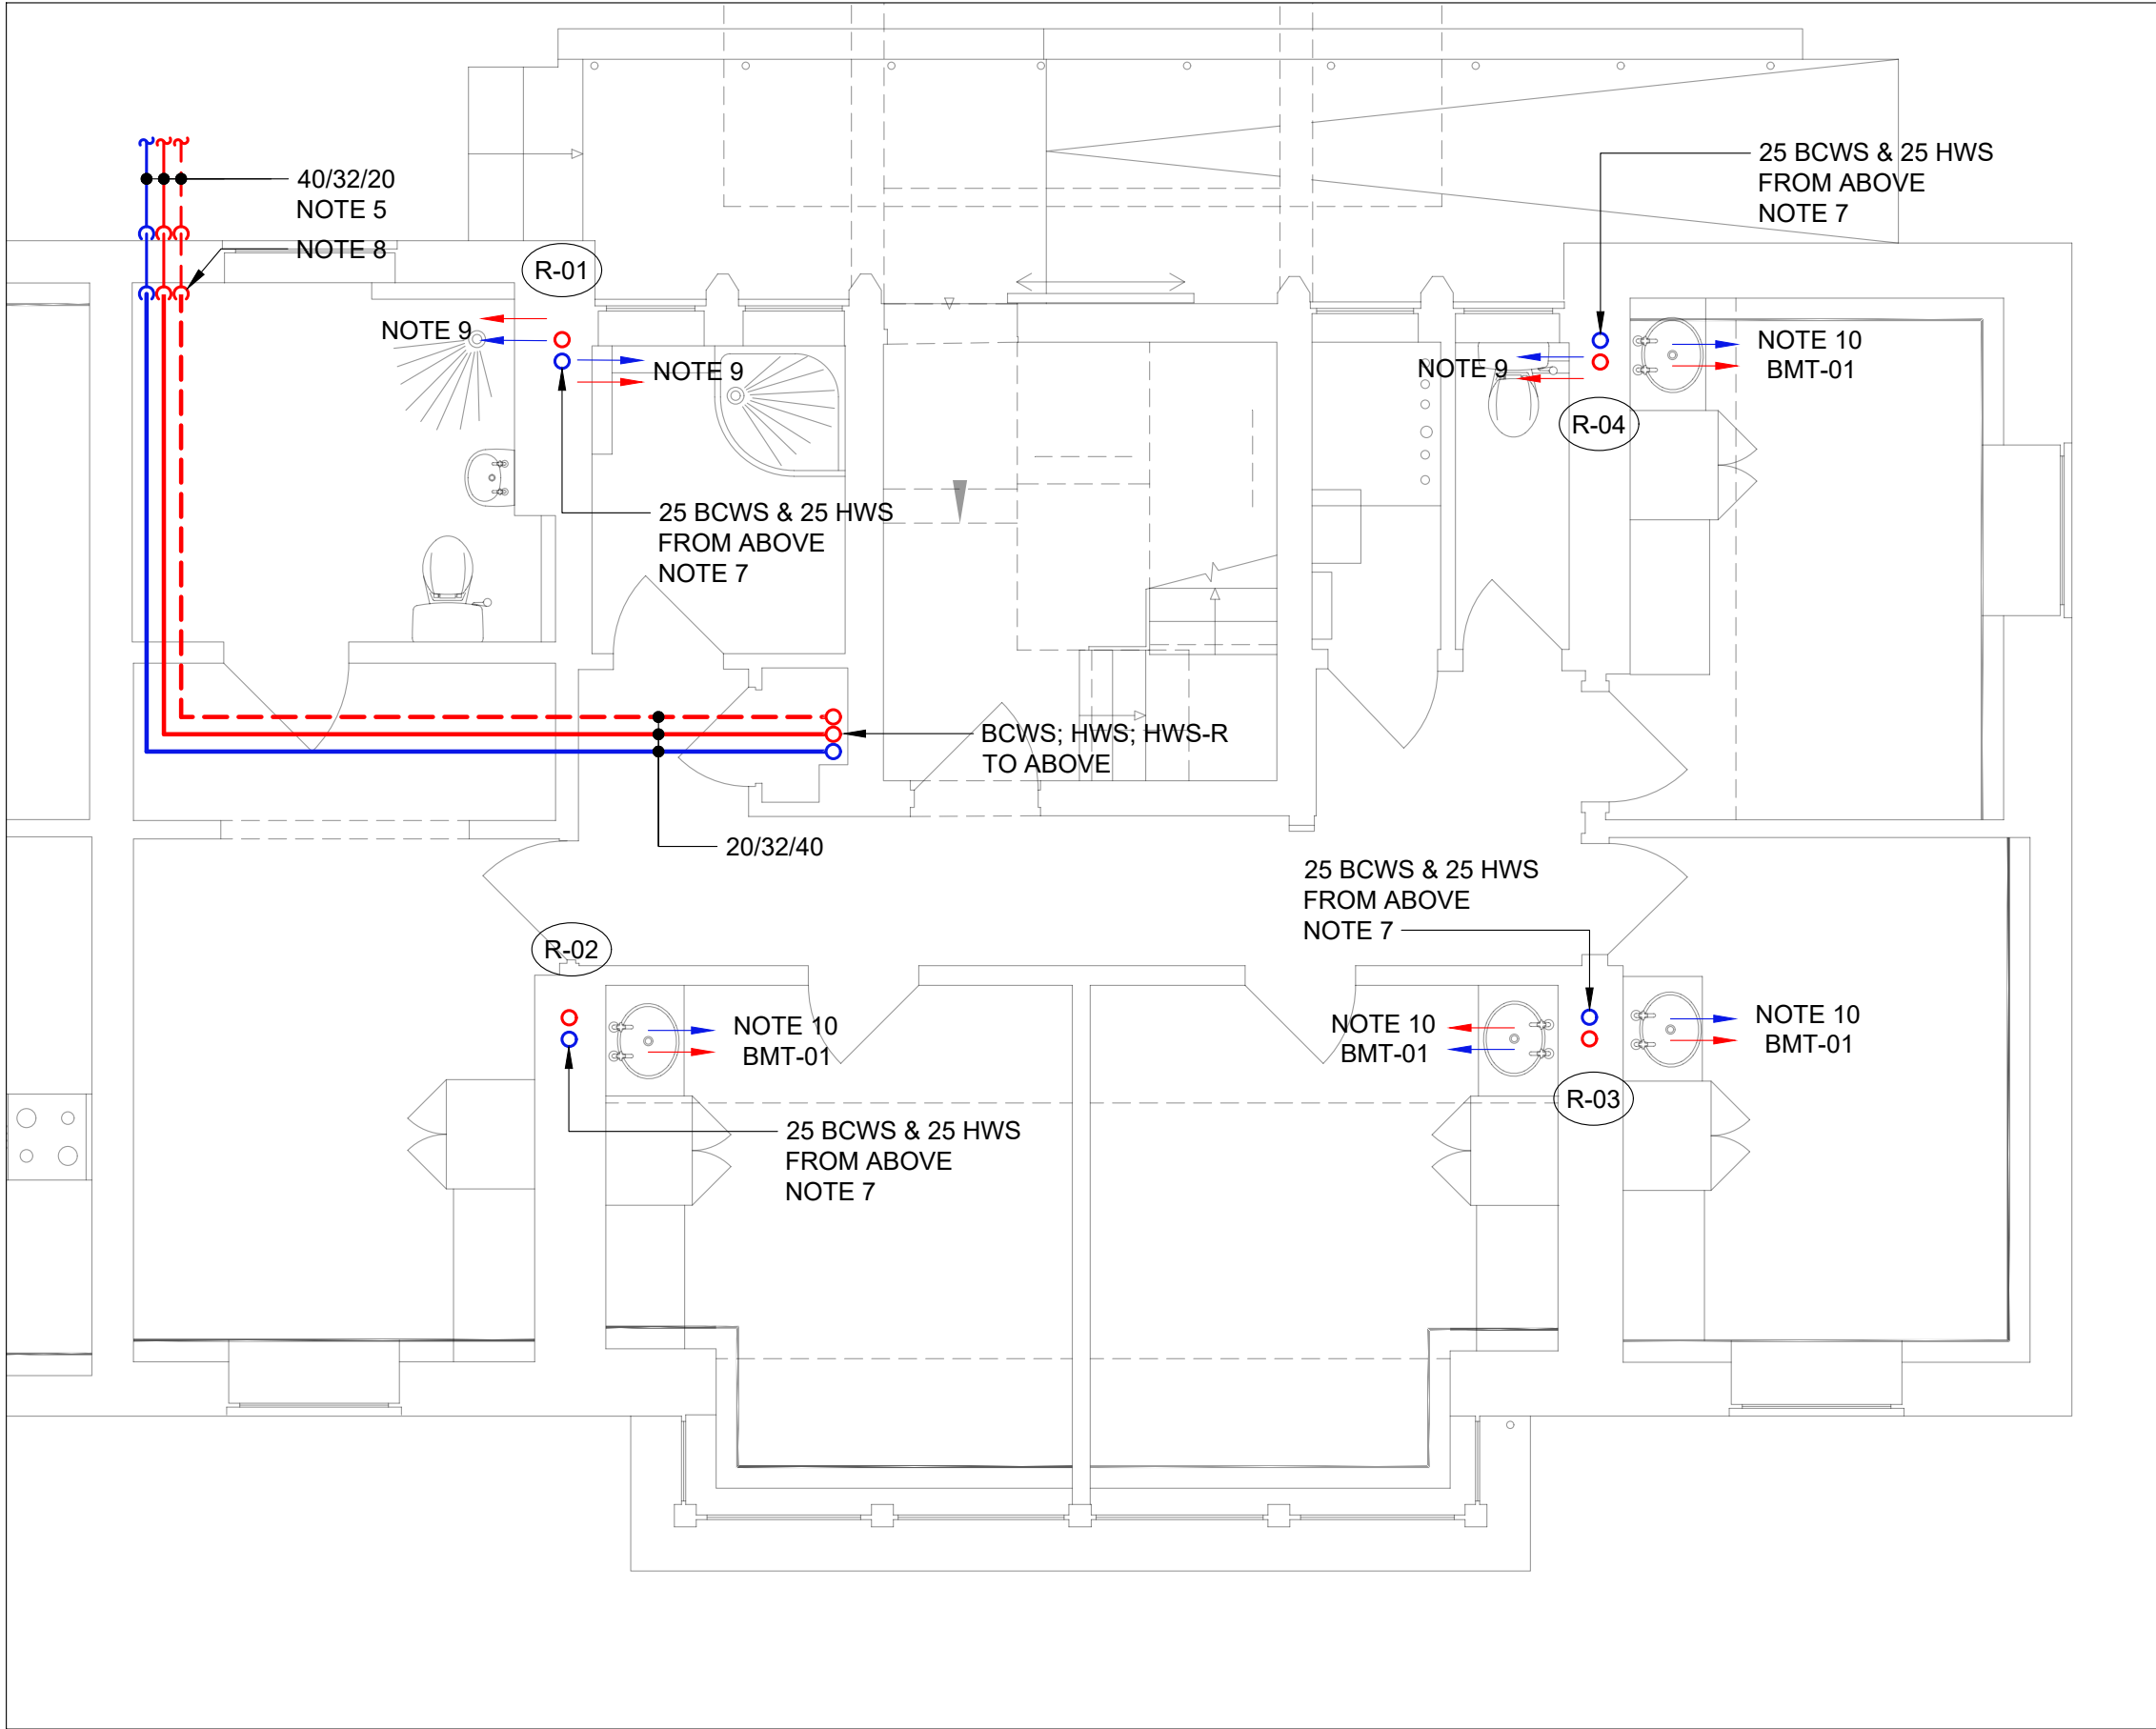 25 BCWS & 25 HWS
FROM ABOVE
NOTE 7
40/32/20
NOTE 5
NOTE 8
R-01
NOTE 9
NOTE 9
NOTE 9
NOTE 10
BMT-01
R-04
25 BCWS & 25 HWS
FROM ABOVE
NOTE 7
BCWS; HWS; HWS-R
TO ABOVE
20/32/40
25 BCWS & 25 HWS
FROM ABOVE
NOTE 7
R-02
NOTE 10
BMT-01
NOTE 10
BMT-01
NOTE 10
BMT-01
R-03
25 BCWS & 25 HWS
FROM ABOVE
NOTE 7